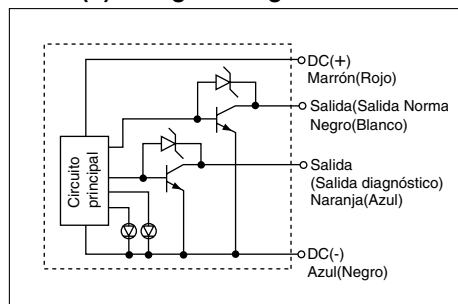 DC(+)
Marrón(Rojo)
Salida(Salida Norma
Negro(Blanco)
Salida
(Salida diagnóstico)
Naranja(Azul)
DC(-)
Azul(Negro)
Circuito
principal